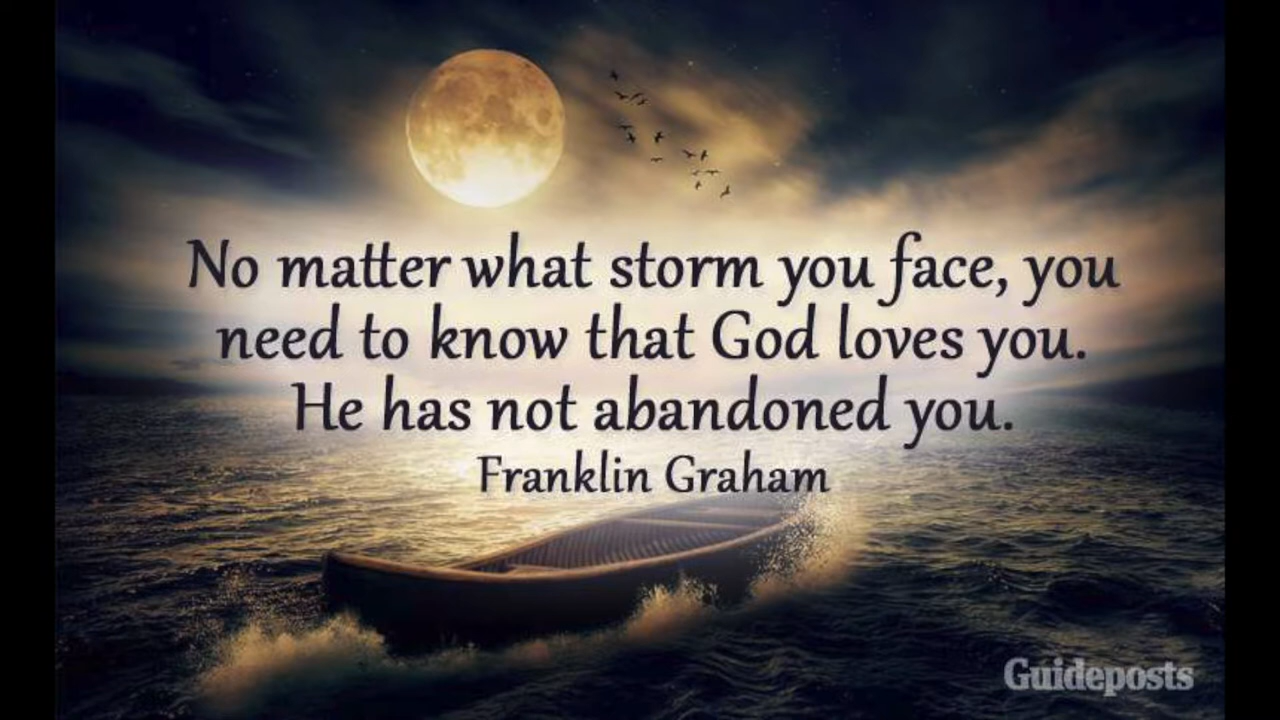 No matter what storm you face, you
need to know that God loves you.
He has not abandoned you.
Franklin Graham
Guideposts